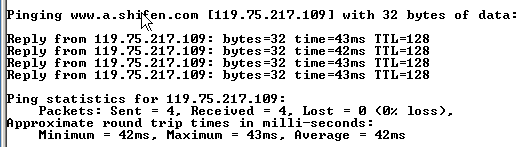 Pinging www.a.shifen.com [119.75.217.109] with 32 bytes of data:
Reply from 119.75.217.109: bytes=32 time=43ms TTL=128
Reply from 119.75.217.109: bytes=32 time=42ms TTL=128
Reply from 119.75.217.109: bytes=32 time=43ms TTL=128
Reply from 119.75.217.109: bytes=32 time=43ms TTL=128
Ping statistics for 119.75.217.109:
Packets: Sent = 4, Received = 4, Lost = 0 (0% loss),
Approximate round trip times in milli-seconds:
Minimum = 42ms, Maximum = 43ms, Average = 42ms